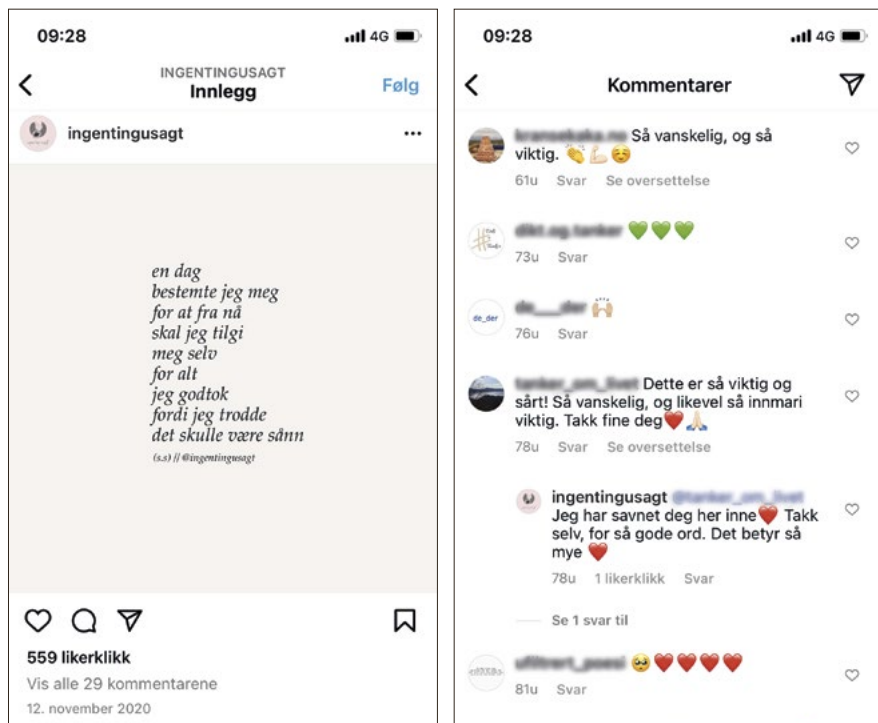 09:28
4G
INGENTINGUSAGT
Innlegg
Følg
ingentingusagt
en dag
bestemte jeg meg
for at fra nå
skal jeg tilgi
meg selv
for alt
jeg godtok
fordi jeg trodde
det skulle være sånn
(s.s) // @ingentingusagt
559 likerklikk
Vis alle 29 kommentarene
12. november 2020
09:28
4G
Kommentarer
Så vanskelig, og så
viktig. 👏🏼💪🏼☺️
61u Svar Se oversettelse
💚💚💚
73u Svar
de_der
🙌🏼
76u Svar
Dette er så viktig og
sårt! Så vanskelig, og likevel så innmari
viktig. Takk fine deg❤️🙏🏻
78u Svar Se oversettelse
ingentingusagt
Jeg har savnet deg her inne❤️ Takk
selv, for så gode ord. Det betyr så
mye ❤️
78u 1 likerklikk Svar
Se 1 svar til
🥺❤️❤️❤️❤️
81u Svar